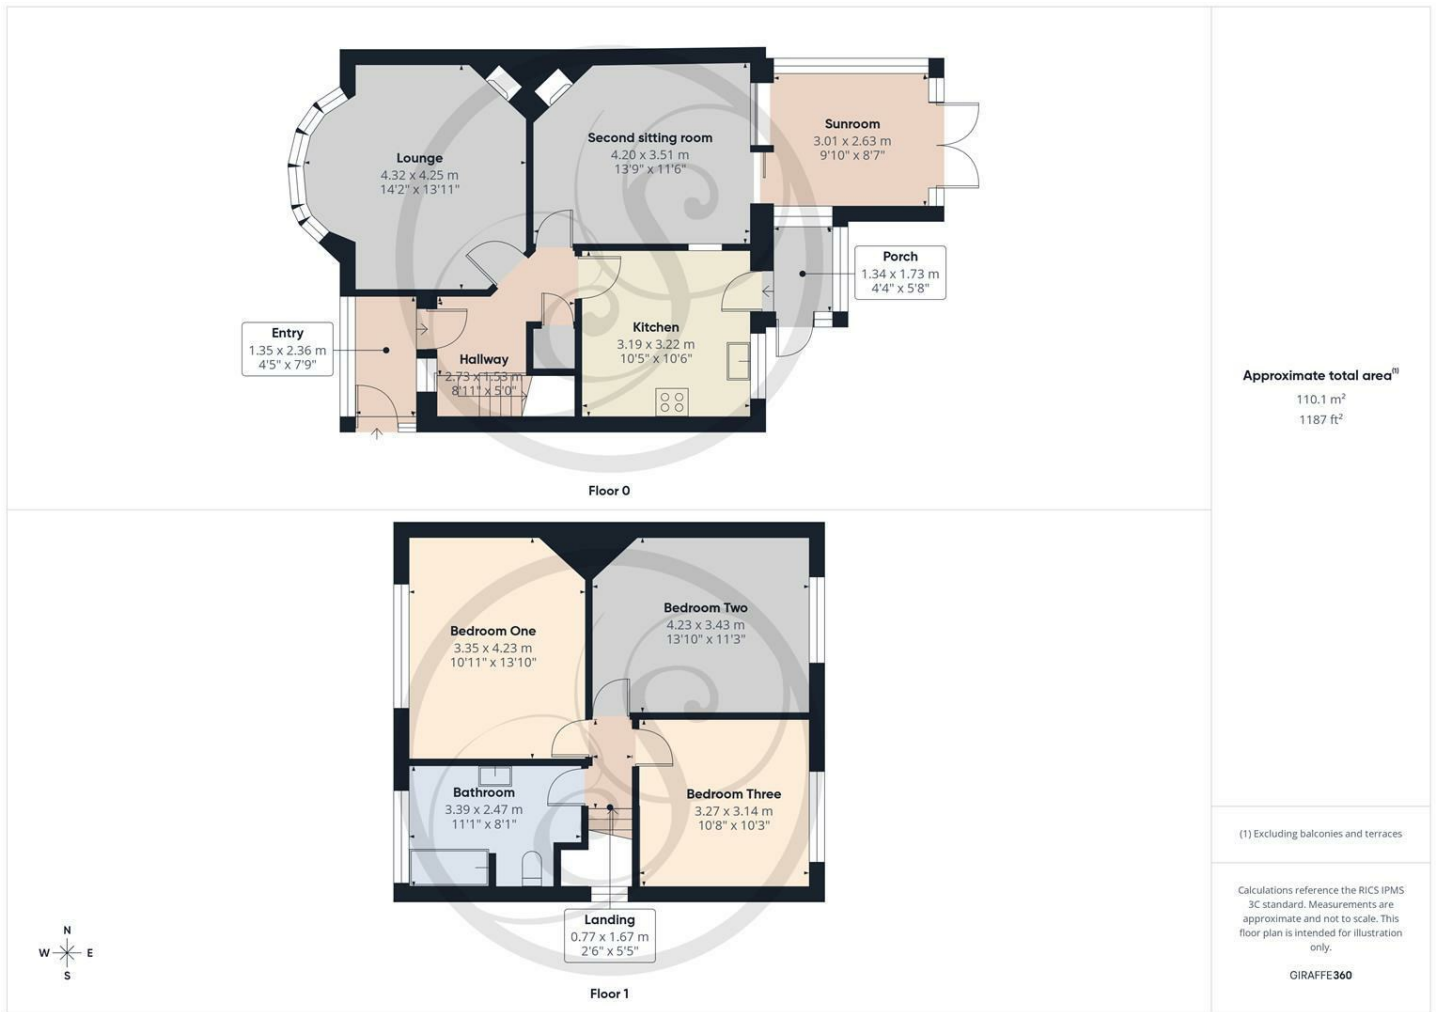 Lounge
4.32 x 4.25 m
14'2" x 13'11"
Second sitting room
4.20 x 3.51 m
13'9" x 11'6"
Sunroom
3.01 x 2.63 m
9'10" x 8'7"
Porch
1.34 x 1.73 m
4'4" x 5'8"
Entry
1.35 x 2.36 m
4'5" x 7'9"
Hallway
2.73 x 1.53 m
8'11" x 5'0"
Kitchen
3.19 x 3.22 m
10'5" x 10'6"
Floor 0
Bedroom One
3.35 x 4.23 m
10'11" x 13'10"
Bedroom Two
4.23 x 3.43 m
13'10" x 11'3"
Bathroom
3.39 x 2.47 m
11'1" x 8'1"
Bedroom Three
3.27 x 3.14 m
10'8" x 10'3"
Landing
0.77 x 1.67 m
2'6" x 5'5"
Floor 1
N
W E
S
Approximate total area(1)
110.1 m²
1187 ft²
(1) Excluding balconies and terraces
Calculations reference the RICS IPMS
3C standard. Measurements are
approximate and not to scale. This
floor plan is intended for illustration
only.
GIRAFFE360